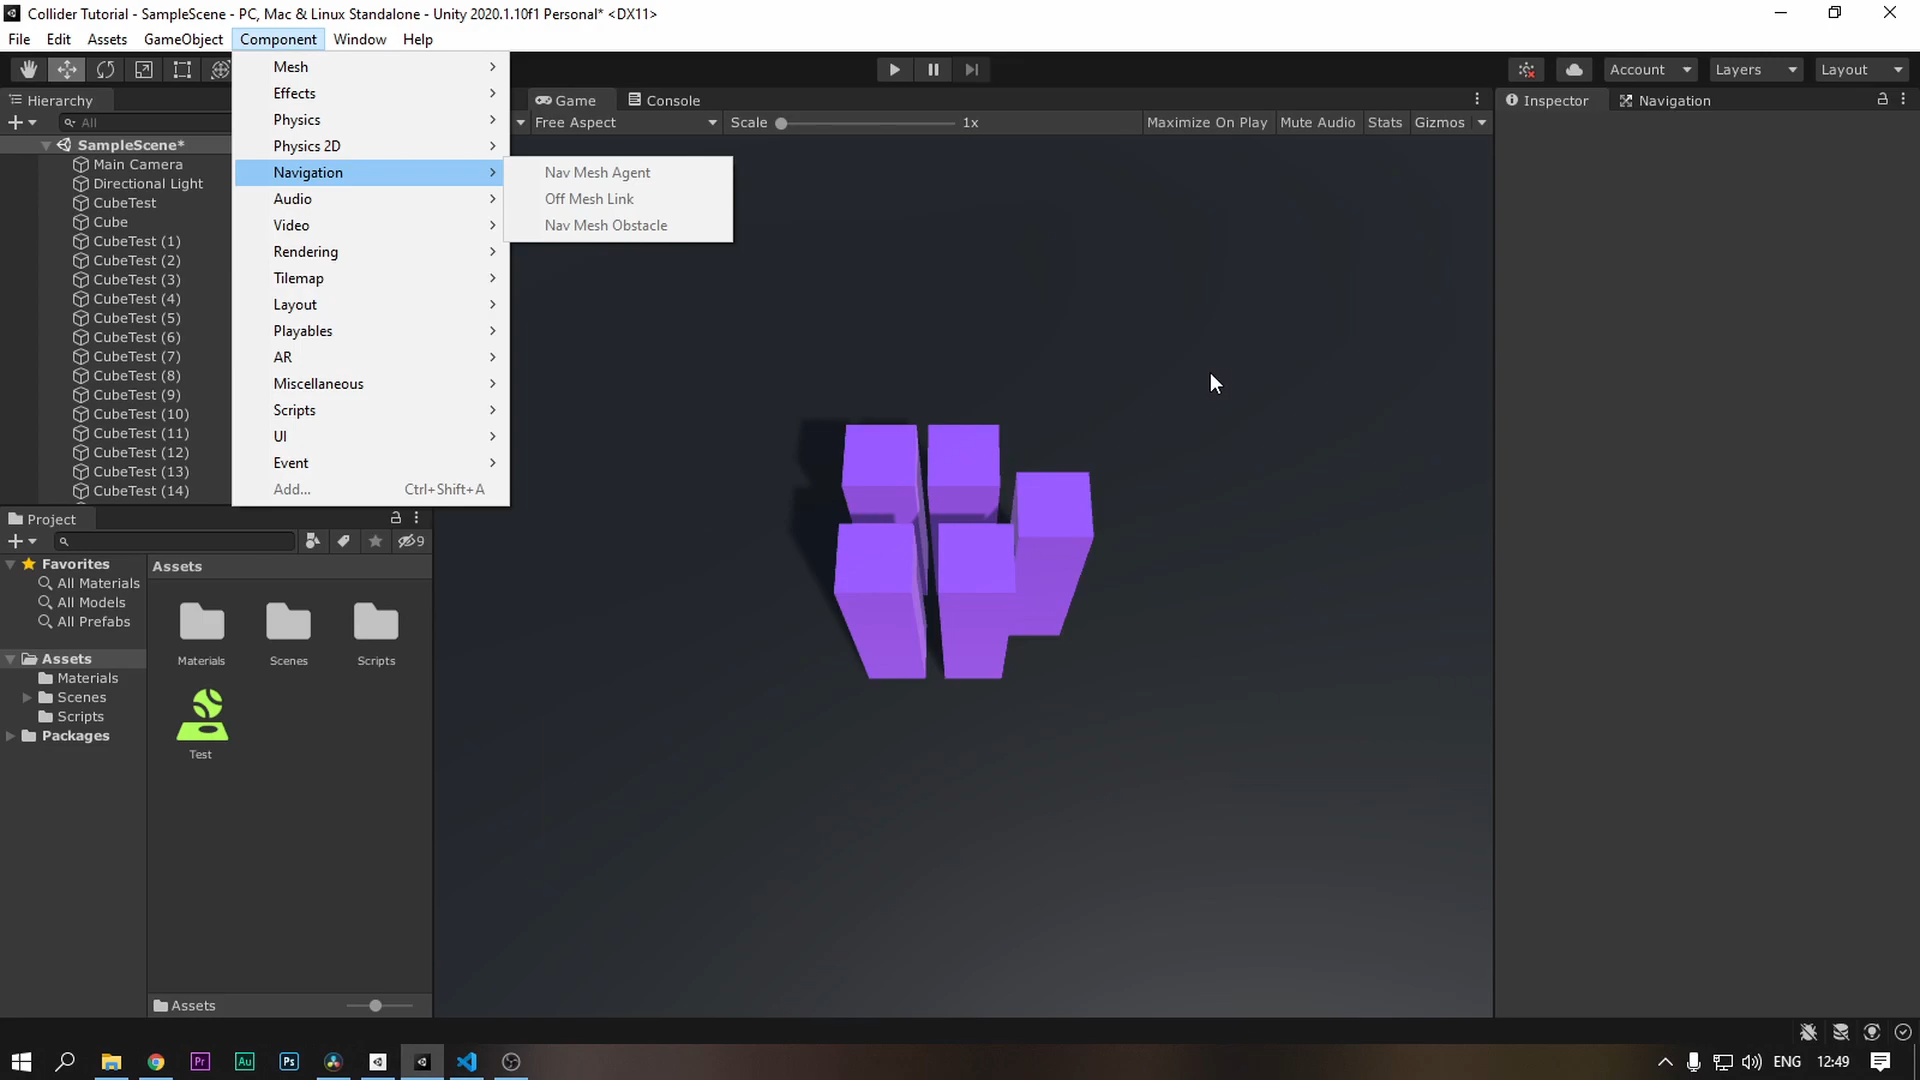 Collider Tutorial - SampleScene - PC, Mac & Linux Standalone - Unity 2020.1.10f1 Personal* <DX11>
File Edit Assets GameObject Component Window Help
Account Layers Layout
Hierarchy
All
SampleScene*
Main Camera
Directional Light
CubeTest
Cube
CubeTest (1)
CubeTest (2)
CubeTest (3)
CubeTest (4)
CubeTest (5)
CubeTest (6)
CubeTest (7)
CubeTest (8)
CubeTest (9)
CubeTest (10)
CubeTest (11)
CubeTest (12)
CubeTest (13)
CubeTest (14)
Mesh
Effects
Physics
Physics 2D
Navigation
Audio
Video
Rendering
Tilemap
Layout
Playables
AR
Miscellaneous
Scripts
UI
Event
Add... Ctrl+Shift+A
Nav Mesh Agent
Off Mesh Link
Nav Mesh Obstacle
Game Console
Free Aspect Scale 1x Maximize On Play Mute Audio Stats Gizmos
Inspector Navigation
Project
9
Favorites
All Materials
All Models
All Prefabs
Assets
Materials
Scenes
Scripts
Packages
Assets
Materials Scenes Scripts
Test
Assets
Pr Au Ps
ENG 12:49